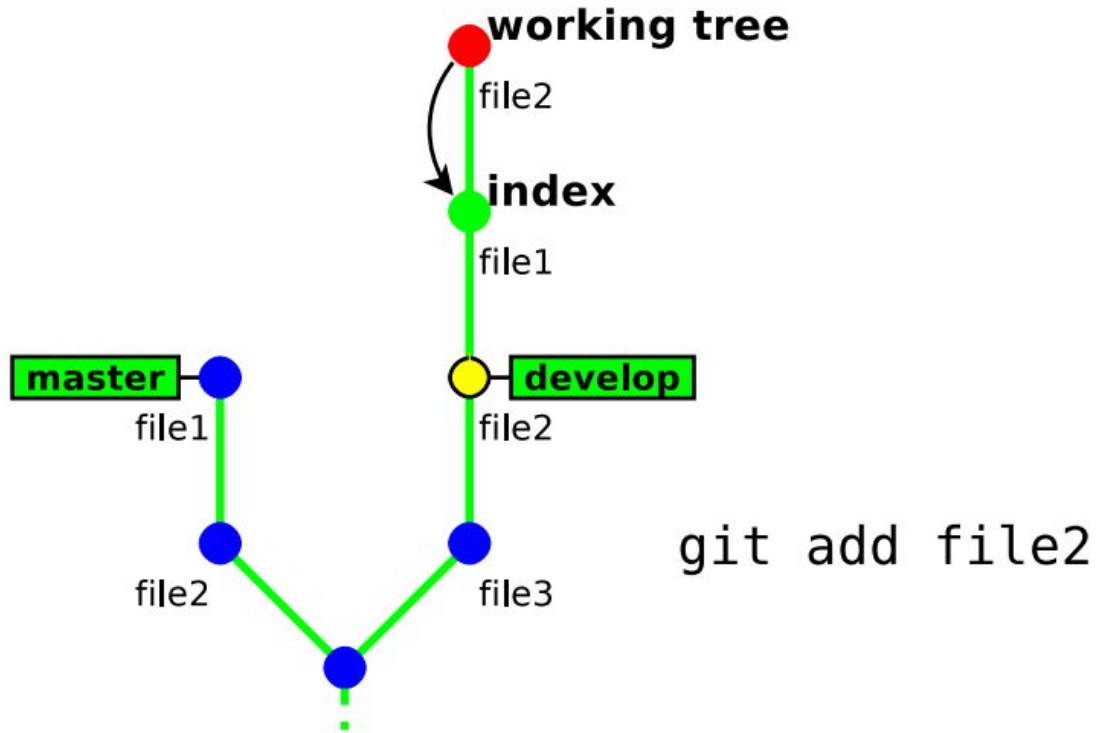 working tree
file2
index
file1
master
develop
file1
file2
git add file2
file2
file3